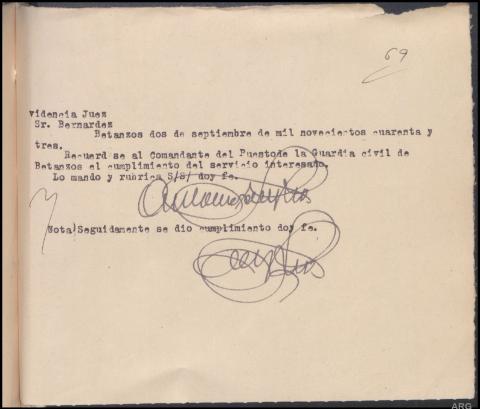 69
videncia Juez
Sr. Bernardez
Betanzos dos de septiembre de mil novecientos cuarenta y
tres.
Recuerdese al Comandante del Puestode la Guardia civil de
Betanzos el cumplimiento del servicio interesado.
Lo mando y rubrica S/S/ doy fe.
Nota/Seguidamente se dio cumplimiento doy fe.
ARG